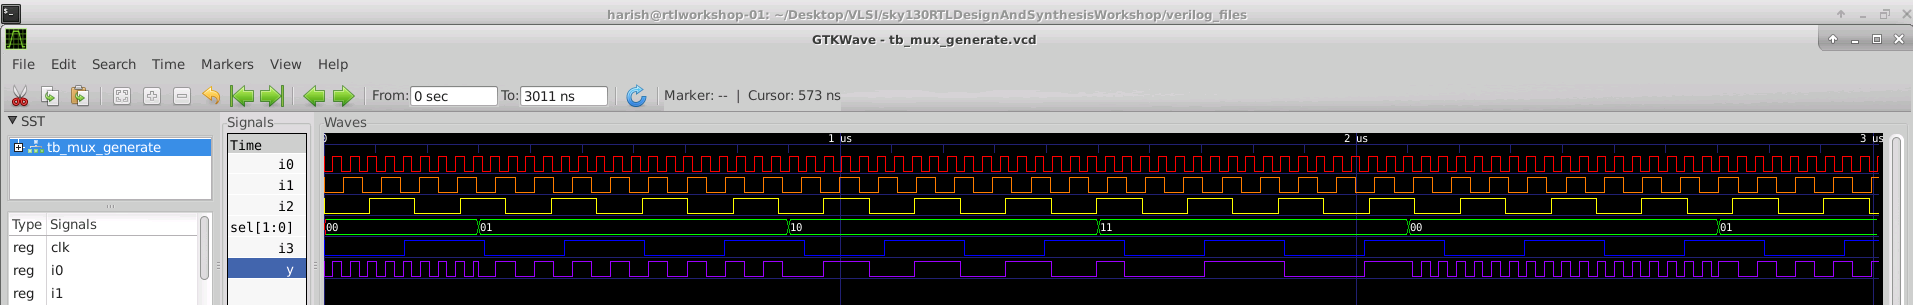 harish@rtlworkshop-01: ~/Desktop/VLSI/sky130RTLDesignAndSynthesisWorkshop/verilog_files
GTKWave - tb_mux_generate.vcd
File Edit Search Time Markers View Help
From: 0 sec To: 3011 ns Marker: -- | Cursor: 573 ns
SST Signals Waves
tb_mux_generate Time 0 1 us 2 us 3 us
i0
i1
i2
Type Signals sel[1:0] 00 01 10 11 00 01
reg clk i3
reg i0 y
reg i1